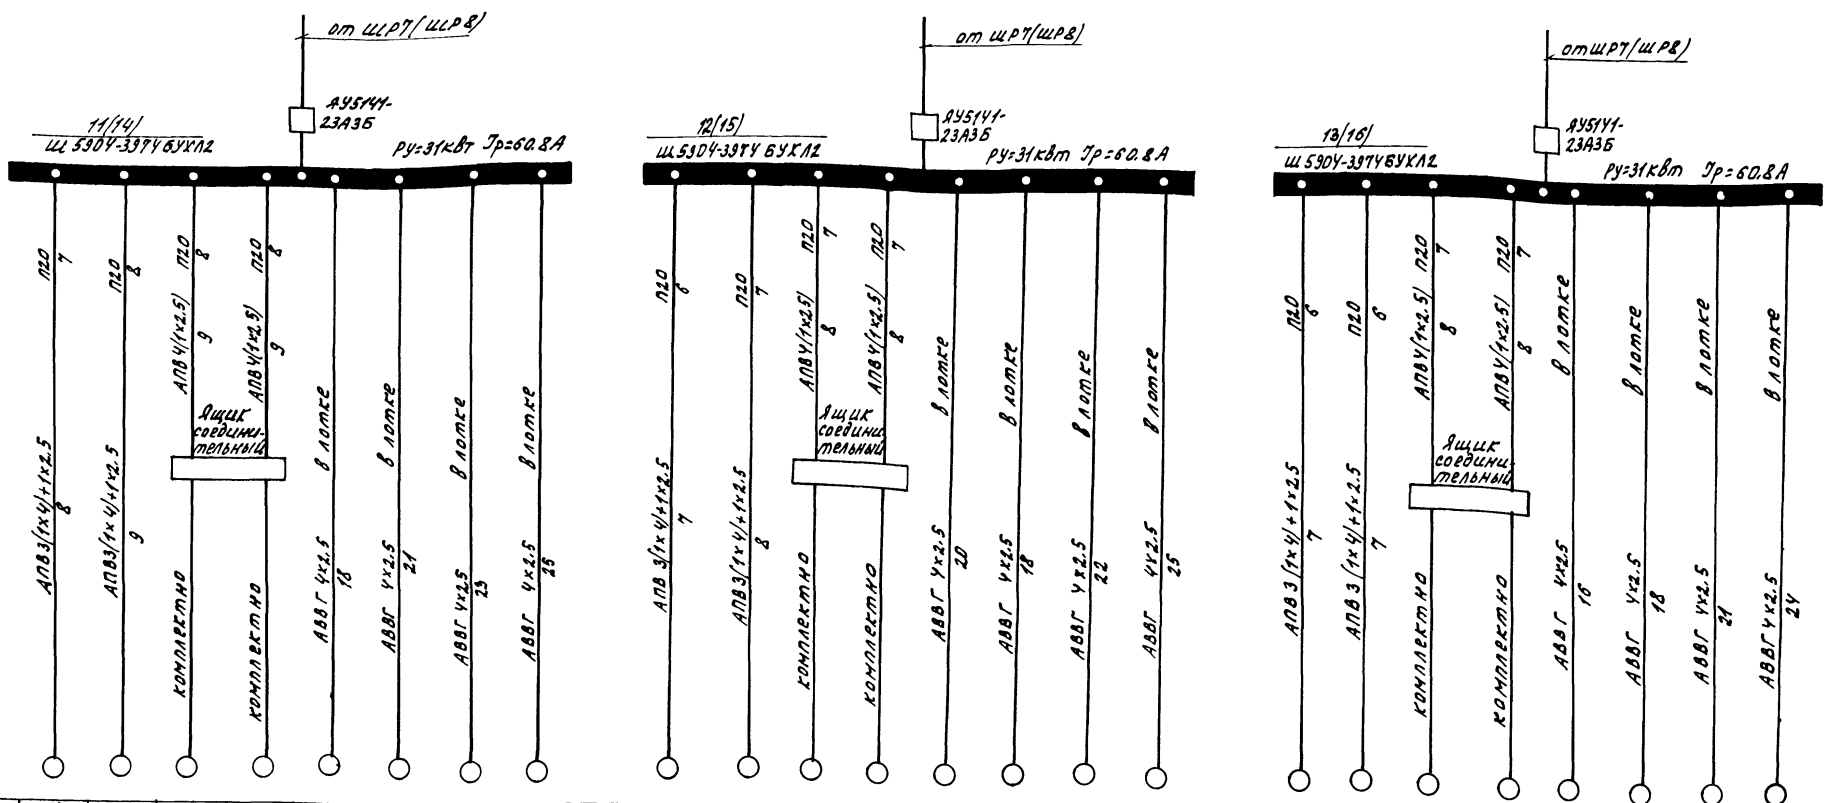 от ШР7(ШР8)
ЯУ5141-
23А3Б
11(14)
Ш 5904-3974 БУХЛ2
Ру=31кВт Iр=60.8А
П20
7
П20
8
АПВ4(1х2.5) П20
9 8
АПВ4(1х2.5) П20
9 8
Ящик
соедини-
тельный
АПВ3(1х4)+1х2.5
8
АПВ3(1х4)+1х2.5
9
комплектно
комплектно
АВВГ 4х2.5 в лотке
18
АВВГ 4х2.5 в лотке
21
АВВГ 4х2.5 в лотке
23
АВВГ 4х2.5 в лотке
25
от ШР7(ШР8)
ЯУ5141-
23А3Б
12(15)
Ш 5904-3974 БУХЛ2
Ру=31кВт Iр=60.8А
П20
6
П20
7
АПВ4(1х2.5) П20
8 7
АПВ4(1х2.5) П20
8 7
Ящик
соедини-
тельный
АПВ 3(1х4)+1х2.5
7
АПВ3(1х4)+1х2.5
8
комплектно
комплектно
АВВГ 4х2.5 в лотке
20
АВВГ 4х2.5 в лотке
18
АВВГ 4х2.5 в лотке
22
АВВГ 4х2.5 в лотке
25
от ШР7(ШР8)
ЯУ5141-
23А3Б
13(16)
Ш 5904-3974 БУХЛ2
Ру=31кВт Iр=60.8А
П20
6
П20
6
АПВ4(1х2.5) П20
8 7
АПВ4(1х2.5) П20
8 7
Ящик
соедини-
тельный
АПВ3(1х4)+1х2.5
7
АПВ3(1х4)+1х2.5
7
комплектно
комплектно
АВВГ 4х2.5 в лотке
16
АВВГ 4х2.5 в лотке
18
АВВГ 4х2.5 в лотке
21
АВВГ 4х2.5 в лотке
24